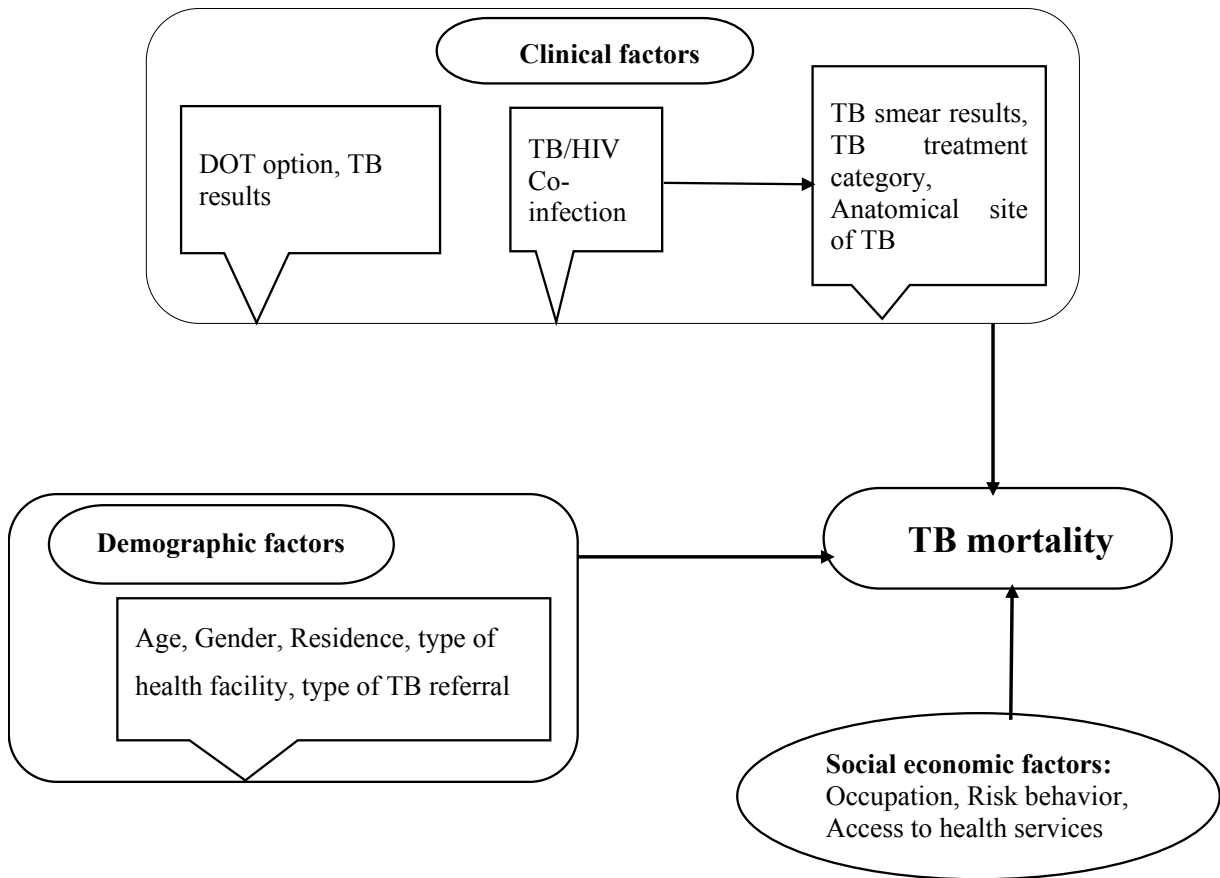 Clinical factors
DOT option, TB
results
TB/HIV
Co-
infection
TB smear results,
TB treatment
category,
Anatomical site
of TB
Demographic factors
Age, Gender, Residence, type of
health facility, type of TB referral
TB mortality
Social economic factors:
Occupation, Risk behavior,
Access to health services